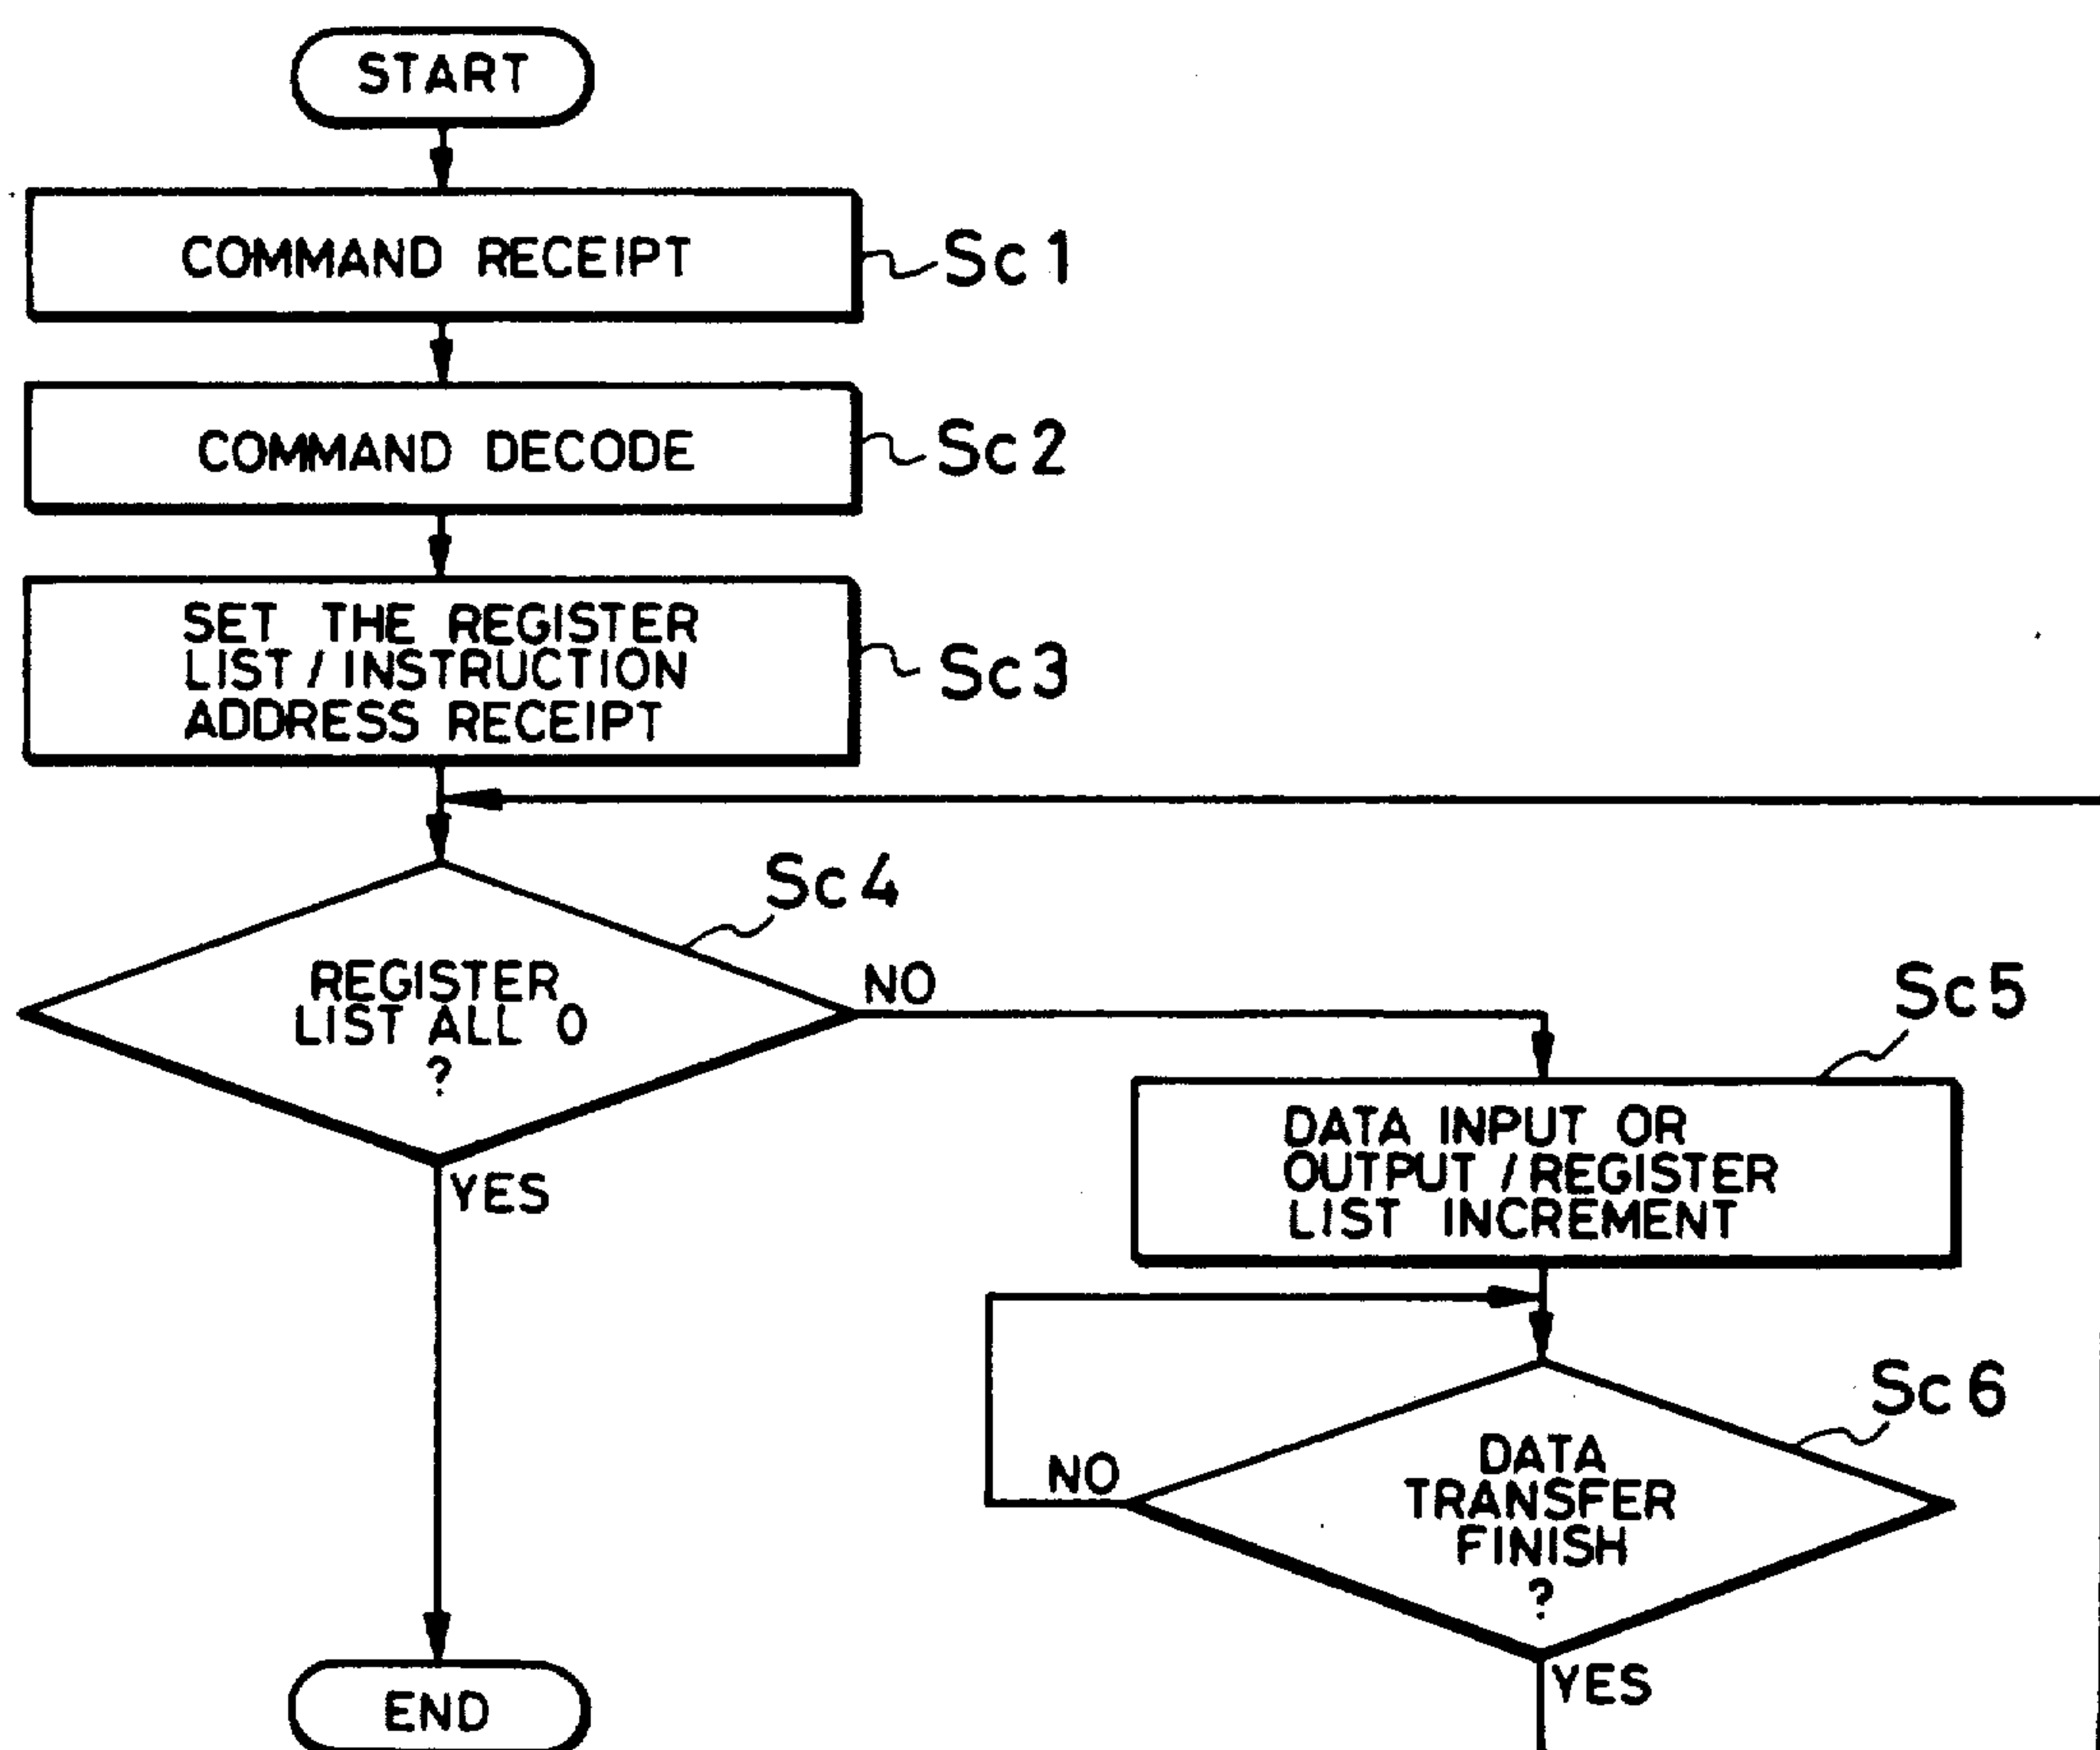 START
COMMAND RECEIPT
Sc1
COMMAND DECODE
Sc2
SET THE REGISTER
LIST / INSTRUCTION
ADDRESS RECEIPT
Sc3
Sc4
REGISTER
LIST ALL 0
?
NO
YES
Sc5
DATA INPUT OR
OUTPUT / REGISTER
LIST INCREMENT
Sc6
DATA
TRANSFER
FINISH
?
NO
YES
END